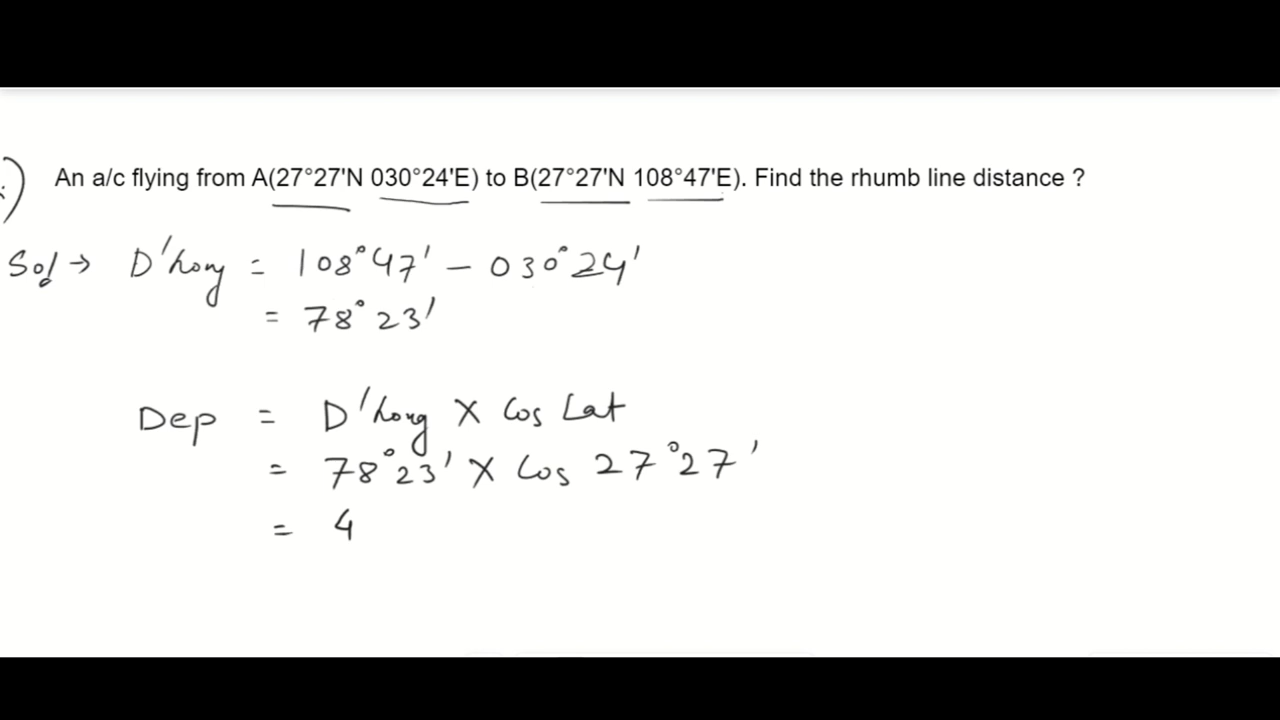 An a/c flying from A(27°27'N 030°24'E) to B(27°27'N 108°47'E). Find the rhumb line distance ?
Sol → D'long = 108°47' - 030°24'
= 78°23'
Dep = D'long X Cos Lat
= 78°23' X Cos 27°27'
= 4